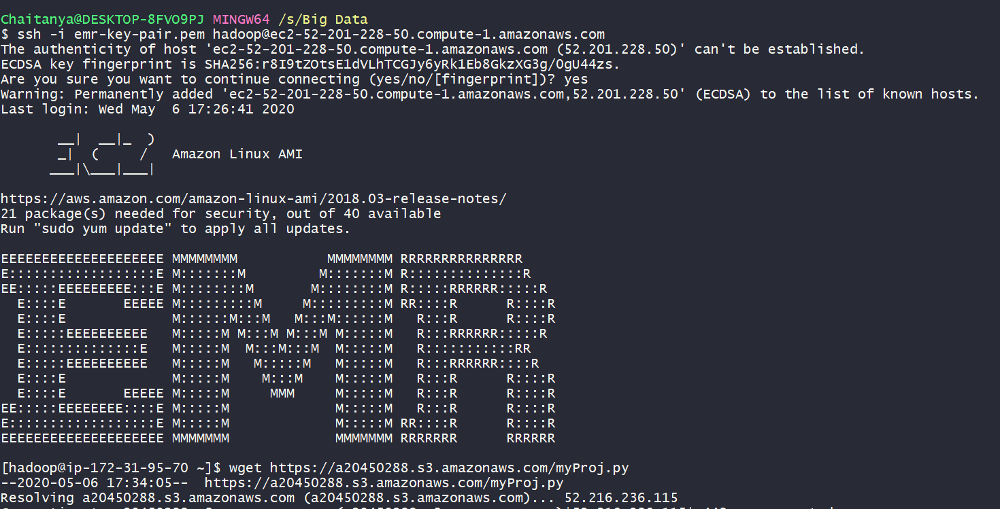 Chaitanya@DESKTOP-8FVO9PJ MINGW64 /s/Big Data
$ ssh -i emr-key-pair.pem hadoop@ec2-52-201-228-50.compute-1.amazonaws.com
The authenticity of host 'ec2-52-201-228-50.compute-1.amazonaws.com (52.201.228.50)' can't be established.
ECDSA key fingerprint is SHA256:r8I9tZOtsE1dVLhTCGJy6yRk1Eb8GkzXG3g/OgU44zs.
Are you sure you want to continue connecting (yes/no/[fingerprint])? yes
Warning: Permanently added 'ec2-52-201-228-50.compute-1.amazonaws.com,52.201.228.50' (ECDSA) to the list of known hosts.
Last login: Wed May  6 17:26:41 2020

       __|  __|_  )
       _|  (     /   Amazon Linux AMI
      ___|\___|___|

https://aws.amazon.com/amazon-linux-ami/2018.03-release-notes/
21 package(s) needed for security, out of 40 available
Run "sudo yum update" to apply all updates.

EEEEEEEEEEEEEEEEEEEE MMMMMMMM           MMMMMMMM RRRRRRRRRRRRRRR
E::::::::::::::::::E M:::::::M         M:::::::M R::::::::::::::R
EE:::::EEEEEEEEE:::E M::::::::M       M::::::::M R:::::RRRRRR:::::R
  E::::E       EEEEE M:::::::::M     M:::::::::M RR::::R      R::::R
  E::::E             M::::::M:::M   M:::M::::::M   R:::R      R::::R
  E:::::EEEEEEEEEE   M:::::M M:::M M:::M M:::::M   R:::RRRRRR:::::R
  E::::::::::::::E   M:::::M  M:::M:::M  M:::::M   R:::::::::::RR
  E:::::EEEEEEEEEE   M:::::M   M:::::M   M:::::M   R:::RRRRRR::::R
  E::::E             M:::::M    M:::M    M:::::M   R:::R      R::::R
  E::::E       EEEEE M:::::M     MMM     M:::::M   R:::R      R::::R
EE:::::EEEEEEEE::::E M:::::M             M:::::M   R:::R      R::::R
E::::::::::::::::::E M:::::M             M:::::M RR::::R      R::::R
EEEEEEEEEEEEEEEEEEEE MMMMMMM             MMMMMMM RRRRRRR      RRRRRR

[hadoop@ip-172-31-95-70 ~]$ wget https://a20450288.s3.amazonaws.com/myProj.py
--2020-05-06 17:34:05--  https://a20450288.s3.amazonaws.com/myProj.py
Resolving a20450288.s3.amazonaws.com (a20450288.s3.amazonaws.com)... 52.216.236.115